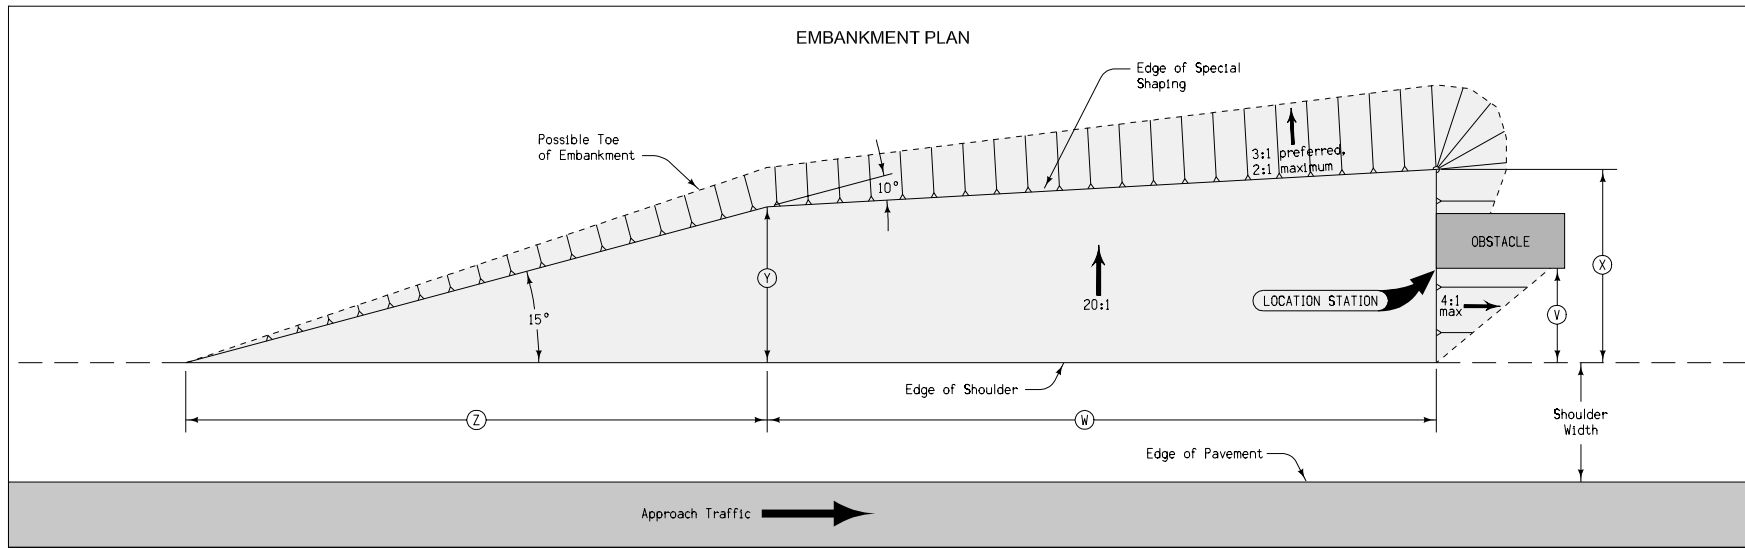 EMBANKMENT PLAN
Edge of Special
Shaping
Possible Toe
of Embankment
3:1 preferred,
2:1 maximum
10°
OBSTACLE
Y
X
LOCATION STATION
4:1
max
20:1
V
15°
Edge of Shoulder
Z
W
Shoulder
Width
Edge of Pavement
Approach Traffic